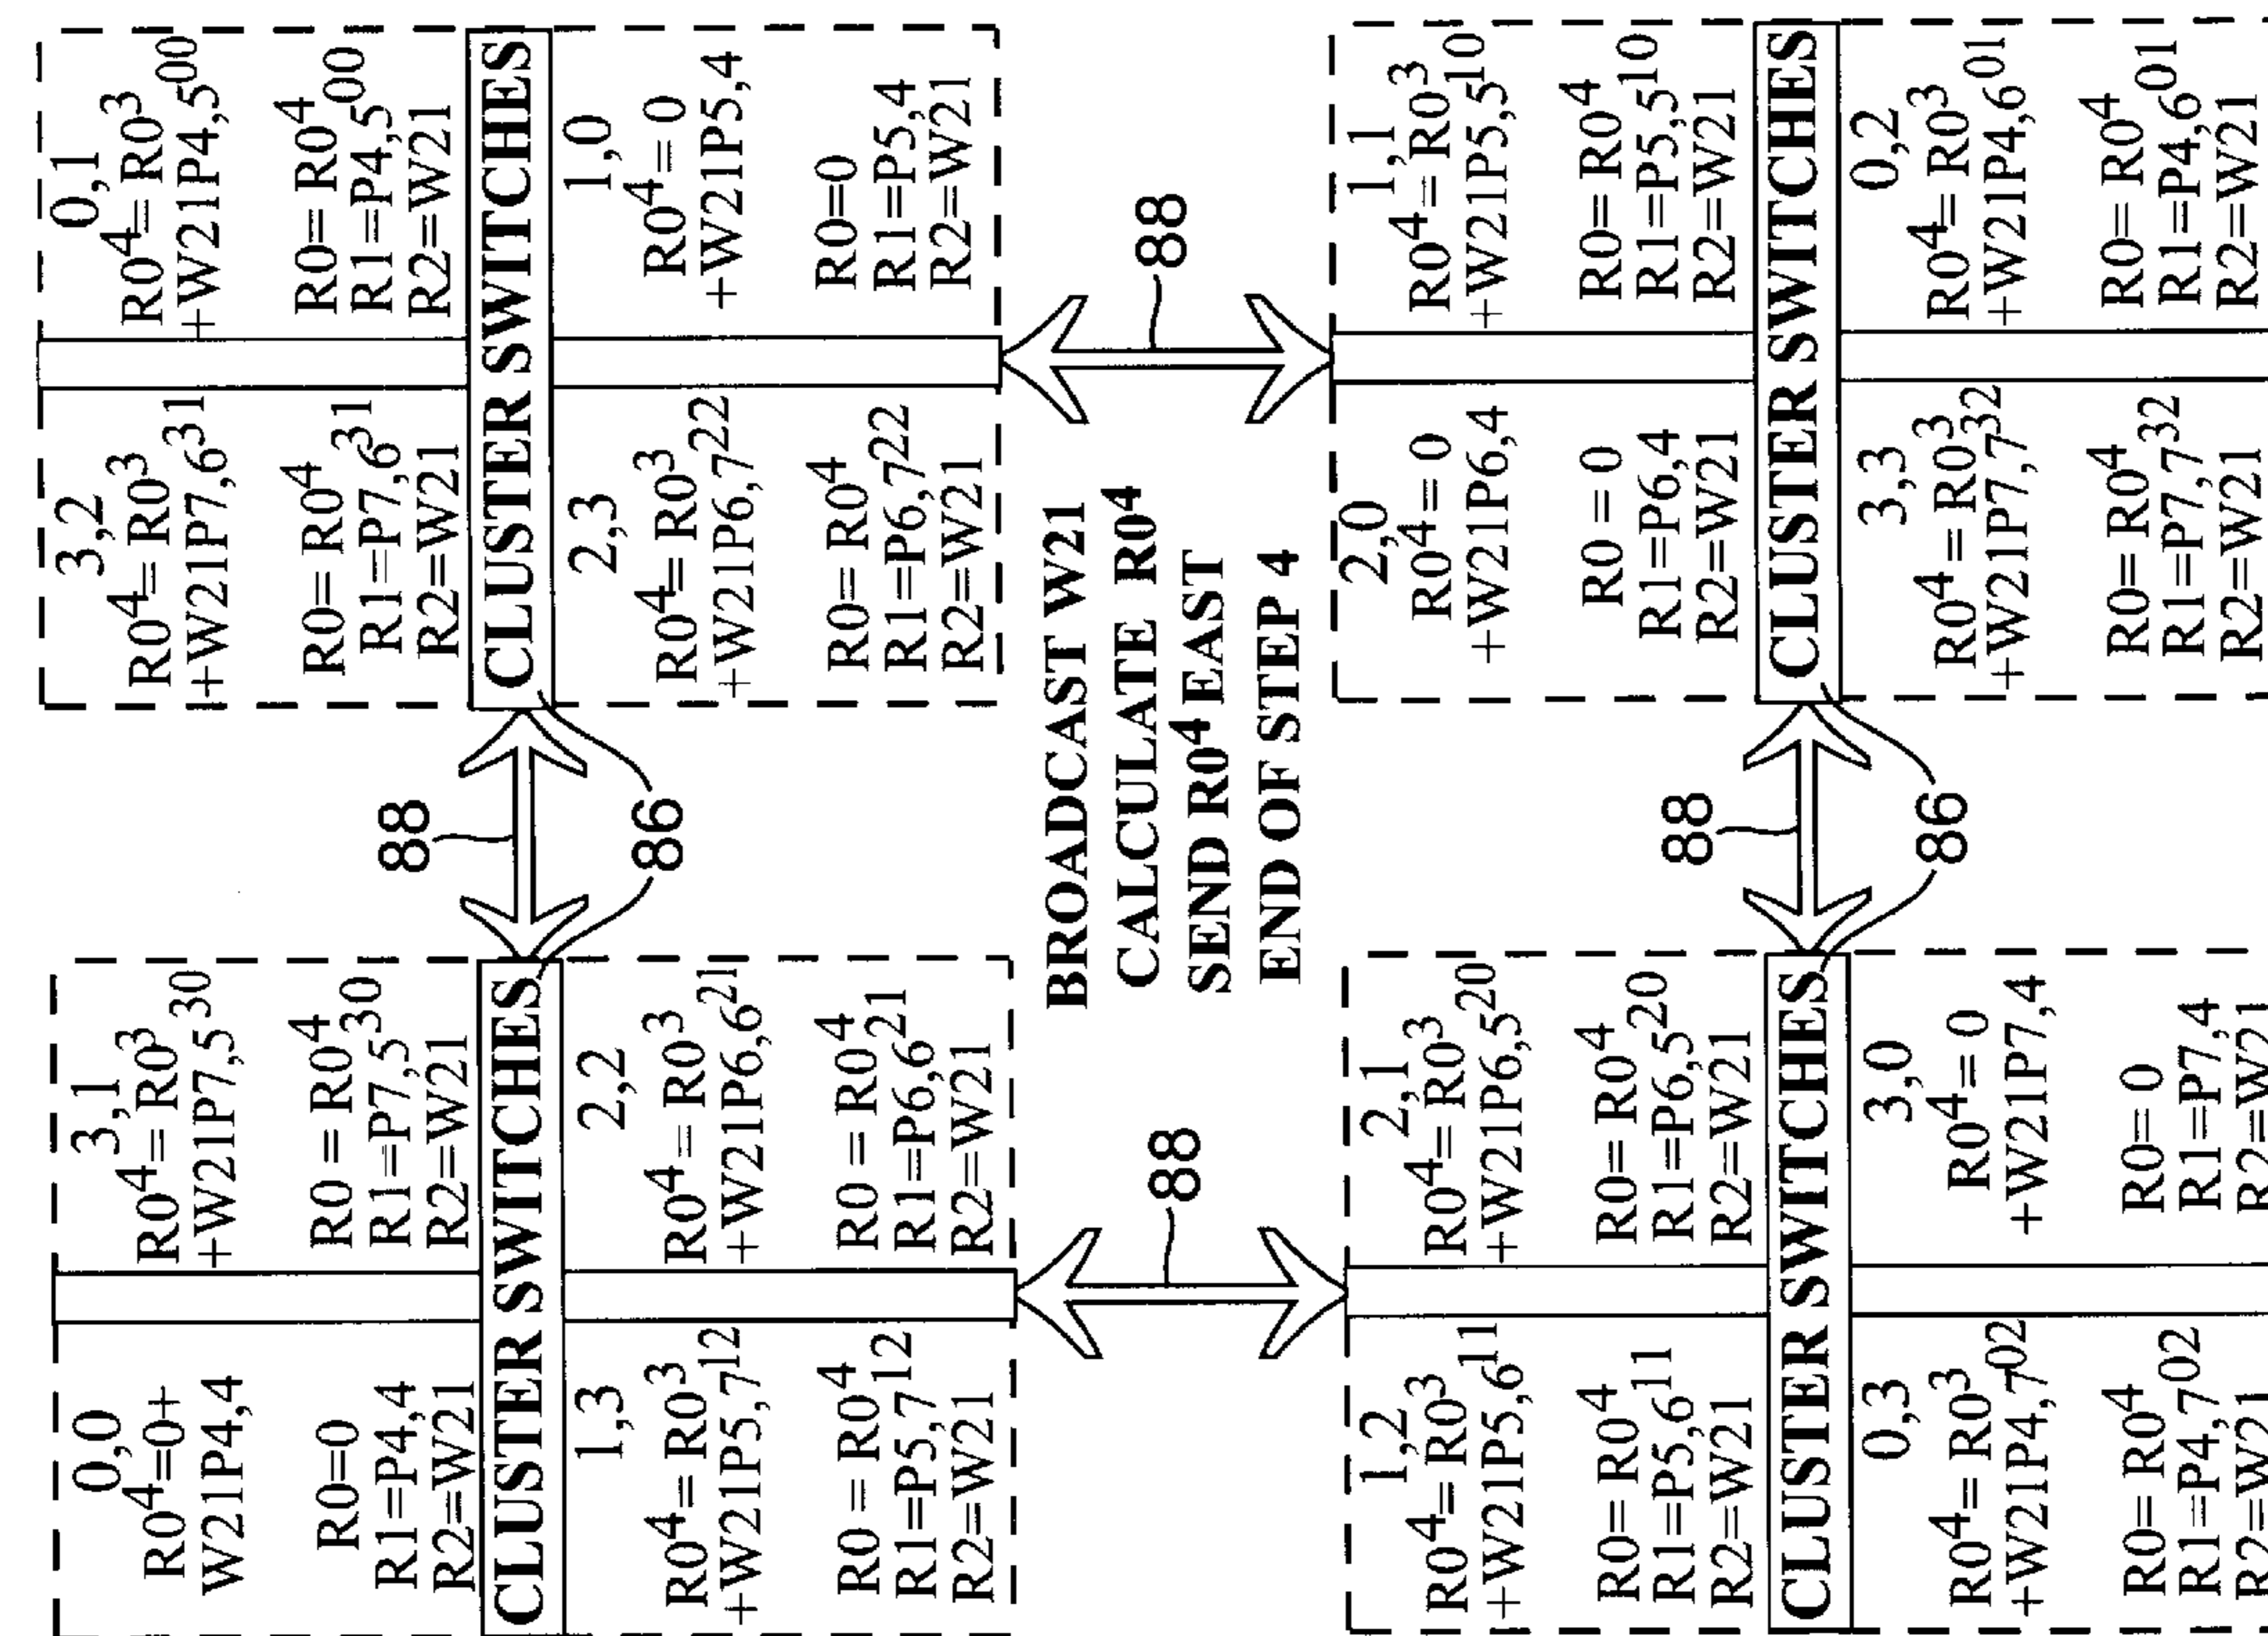 0,0
R0⁴=0+
W21P4,4
R0=0
R1=P4,4
R2=W21
3,1
R0⁴= R0³
+W21P7,5³⁰
R0 = R0⁴
R1=P7,5³⁰
R2=W21
CLUSTER SWITCHES
1,3
R0⁴= R0³
+W21P5,7¹²
R0 = R0⁴
R1=P5,7¹²
R2=W21
2,2
R0⁴= R0³
+W21P6,6²¹
R0 = R0⁴
R1=P6,6²¹
R2=W21
88
86
3,2
R0⁴= R0³
+W21P7,6³¹
R0= R0⁴
R1=P7,6³¹
R2=W21
0,1
R0⁴= R0³
+W21P4,5⁰⁰
R0= R0⁴
R1=P4,5⁰⁰
R2=W21
CLUSTER SWITCHES
2,3
R0⁴= R0³
+W21P6,7²²
R0= R0⁴
R1=P6,7²²
R2=W21
1,0
R0⁴= 0
+W21P5,4
R0=0
R1=P5,4
R2=W21
88
BROADCAST W21
CALCULATE R0⁴
SEND R0⁴ EAST
END OF STEP 4
88
1,2
R0⁴= R0³
+W21P5,6¹¹
R0= R0⁴
R1=P5,6¹¹
R2=W21
2,1
R0⁴= R0³
+W21P6,5²⁰
R0= R0⁴
R1=P6,5²⁰
R2=W21
CLUSTER SWITCHES
0,3
R0⁴= R0³
+W21P4,7⁰²
R0= R0⁴
R1=P4,7⁰²
R2=W21
3,0
R0⁴= 0
+W21P7,4
R0= 0
R1=P7,4
R2=W21
88
86
2,0
R0⁴= 0
+W21P6,4
R0 = 0
R1=P6,4
R2=W21
1,1
R0⁴= R0³
+W21P5,5¹⁰
R0= R0⁴
R1=P5,5¹⁰
R2=W21
CLUSTER SWITCHES
3,3
R0⁴= R0³
+W21P7,7³²
R0= R0⁴
R1=P7,7³²
R2=W21
0,2
R0⁴= R0³
+W21P4,6⁰¹
R0= R0⁴
R1=P4,6⁰¹
R2=W21